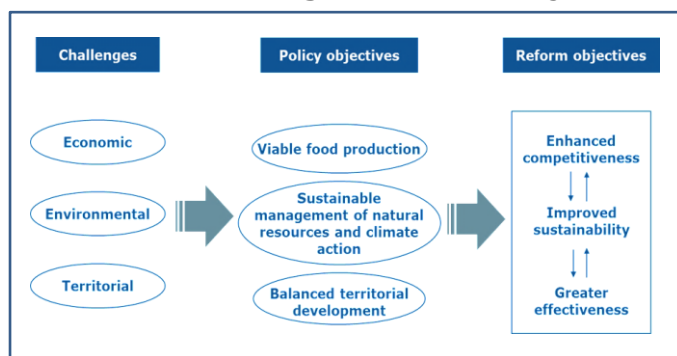 Challenges
Policy objectives
Reform objectives
Economic
Environmental
Territorial
Viable food production
Sustainable
management of natural
resources and climate
action
Balanced territorial
development
Enhanced
competitiveness
Improved
sustainability
Greater
effectiveness